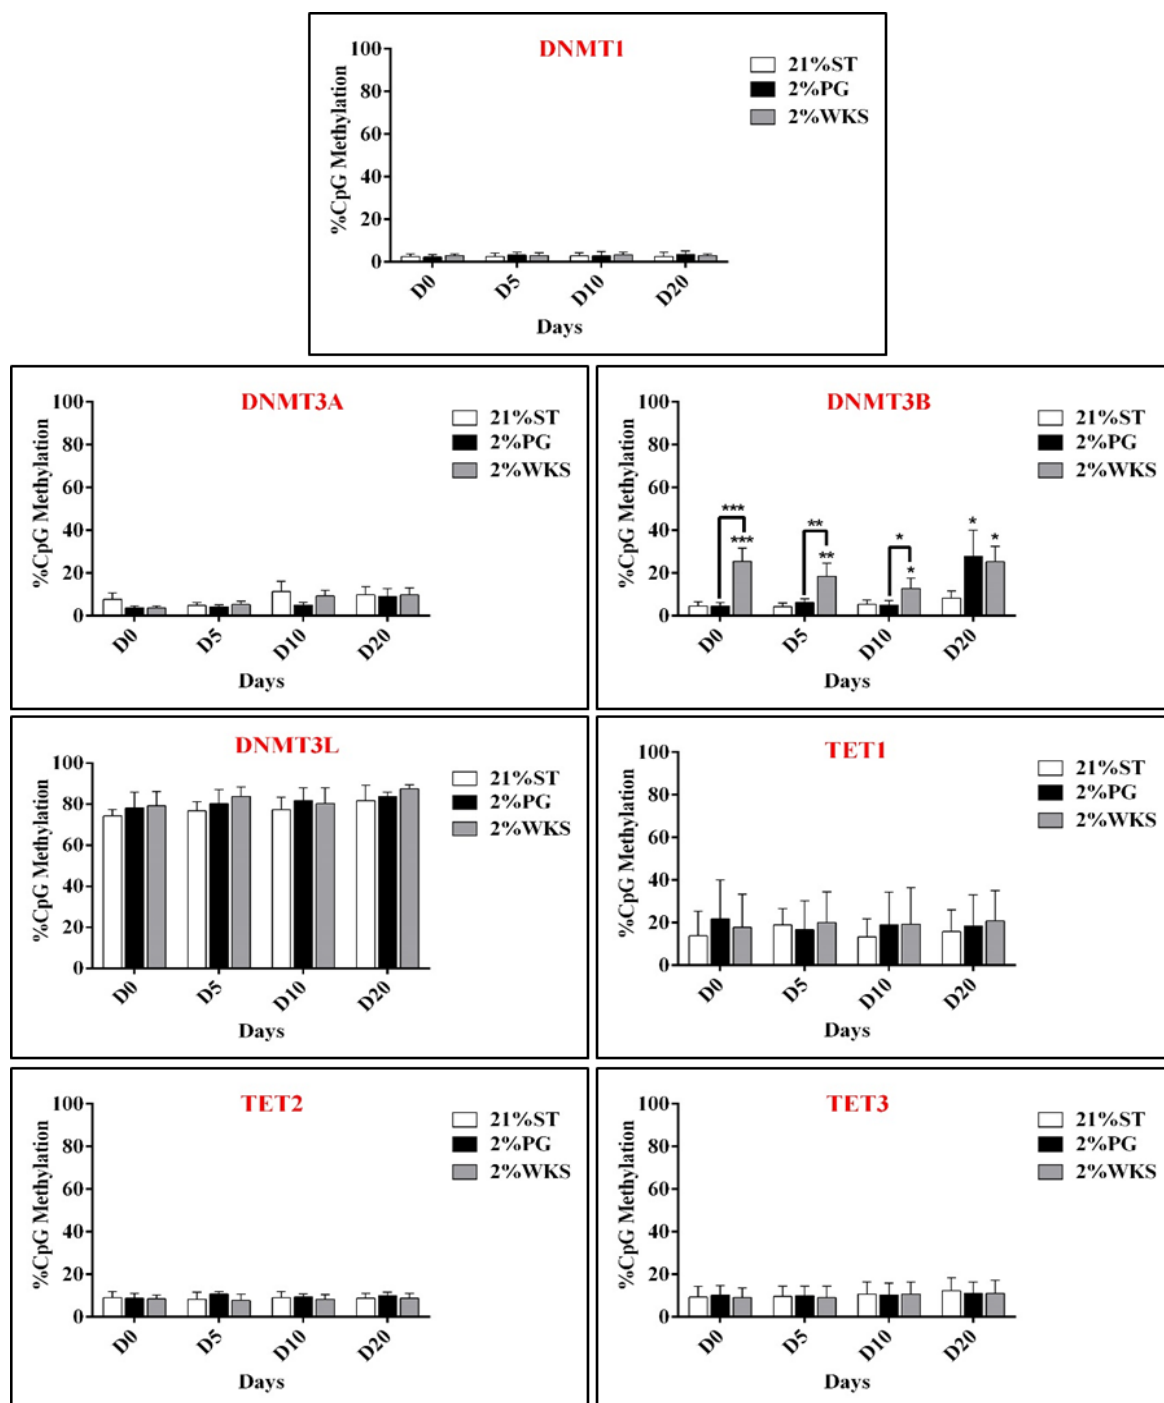 DNMT1
100
80
60
40
20
0
%CpG Methylation
D0 D5 D10 D20
Days
21%ST
2%PG
2%WKS
DNMT3A
100
80
60
40
20
0
%CpG Methylation
D0 D5 D10 D20
Days
21%ST
2%PG
2%WKS
DNMT3B
100
80
60
40
20
0
%CpG Methylation
*** ** * * *
*** ** *
D0 D5 D10 D20
Days
21%ST
2%PG
2%WKS
DNMT3L
100
80
60
40
20
0
%CpG Methylation
D0 D5 D10 D20
Days
21%ST
2%PG
2%WKS
TET1
100
80
60
40
20
0
%CpG Methylation
D0 D5 D10 D20
Days
21%ST
2%PG
2%WKS
TET2
100
80
60
40
20
0
%CpG Methylation
D0 D5 D10 D20
Days
21%ST
2%PG
2%WKS
TET3
100
80
60
40
20
0
%CpG Methylation
D0 D5 D10 D20
Days
21%ST
2%PG
2%WKS